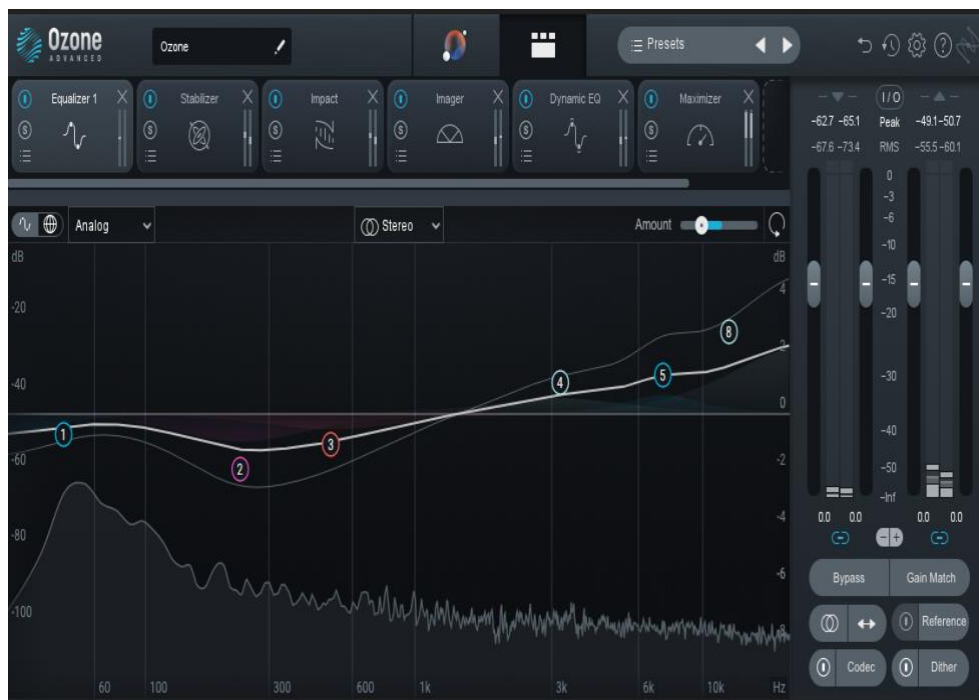 Ozone
ADVANCED
Ozone
Presets
Equalizer 1
Stabilizer
Impact
Imager
Dynamic EQ
Maximizer
S
S
S
S
S
S
I/O
-62.7 -65.1 Peak -49.1 -50.7
-67.6 -73.4 RMS -55.5 -60.1
0
-3
-6
-10
-15
-20
-30
-40
-50
-Inf
0.0 0.0 0.0 0.0
Analog
Stereo
Amount
dB
-20
-40
-60
-80
-100
dB
4
2
0
-2
-4
-6
-8
1
2
3
4
5
8
60 100 300 600 1k 3k 6k 10k Hz
Bypass
Gain Match
Reference
Codec
Dither